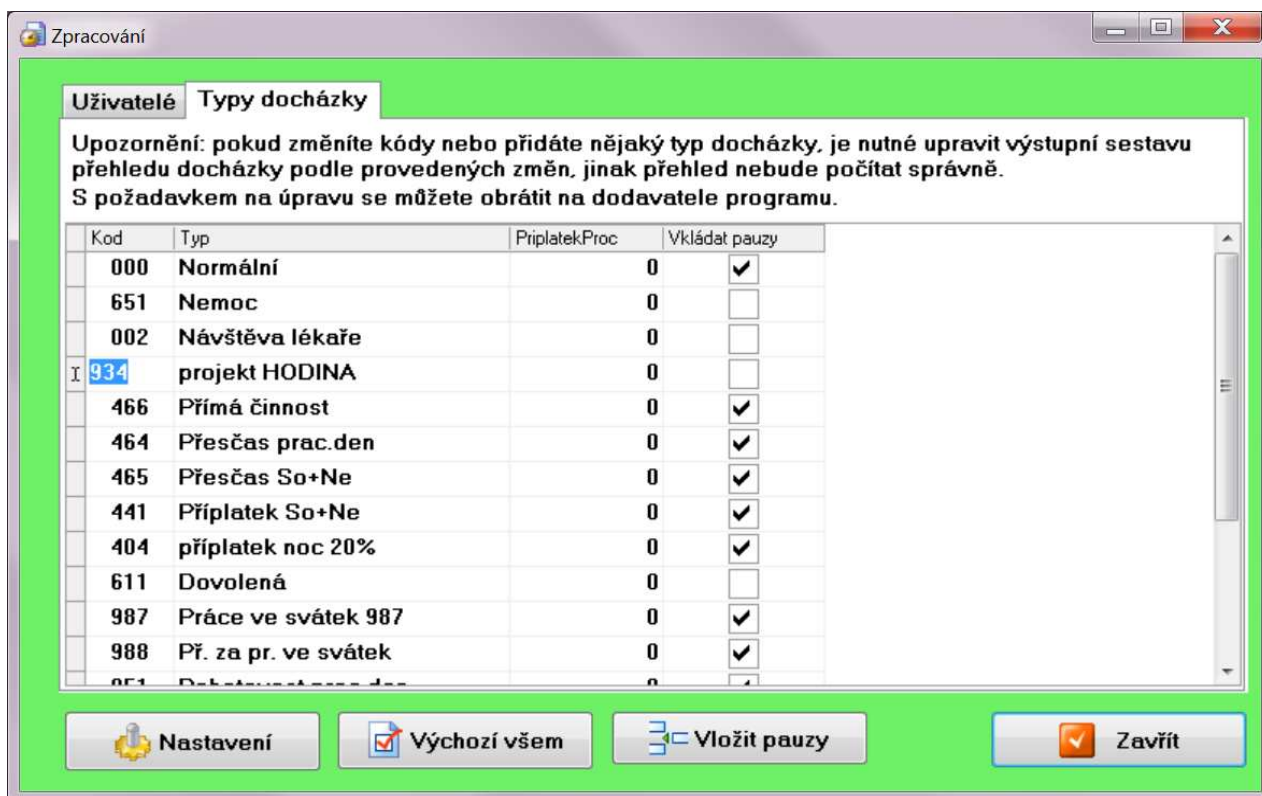 Zpracování
Uživatelé Typy docházky
Upozornění: pokud změníte kódy nebo přidáte nějaký typ docházky, je nutné upravit výstupní sestavu
přehledu docházky podle provedených změn, jinak přehled nebude počítat správně.
S požadavkem na úpravu se můžete obrátit na dodavatele programu.
Kod Typ PriplatekProc Vkládat pauzy
000 Normální 0
651 Nemoc 0
002 Návštěva lékaře 0
934 projekt HODINA 0
466 Přímá činnost 0
464 Přesčas prac.den 0
465 Přesčas So+Ne 0
441 Příplatek So+Ne 0
404 příplatek noc 20% 0
611 Dovolená 0
987 Práce ve svátek 987 0
988 Př. za pr. ve svátek 0
Nastavení Výchozí všem Vložit pauzy Zavřít